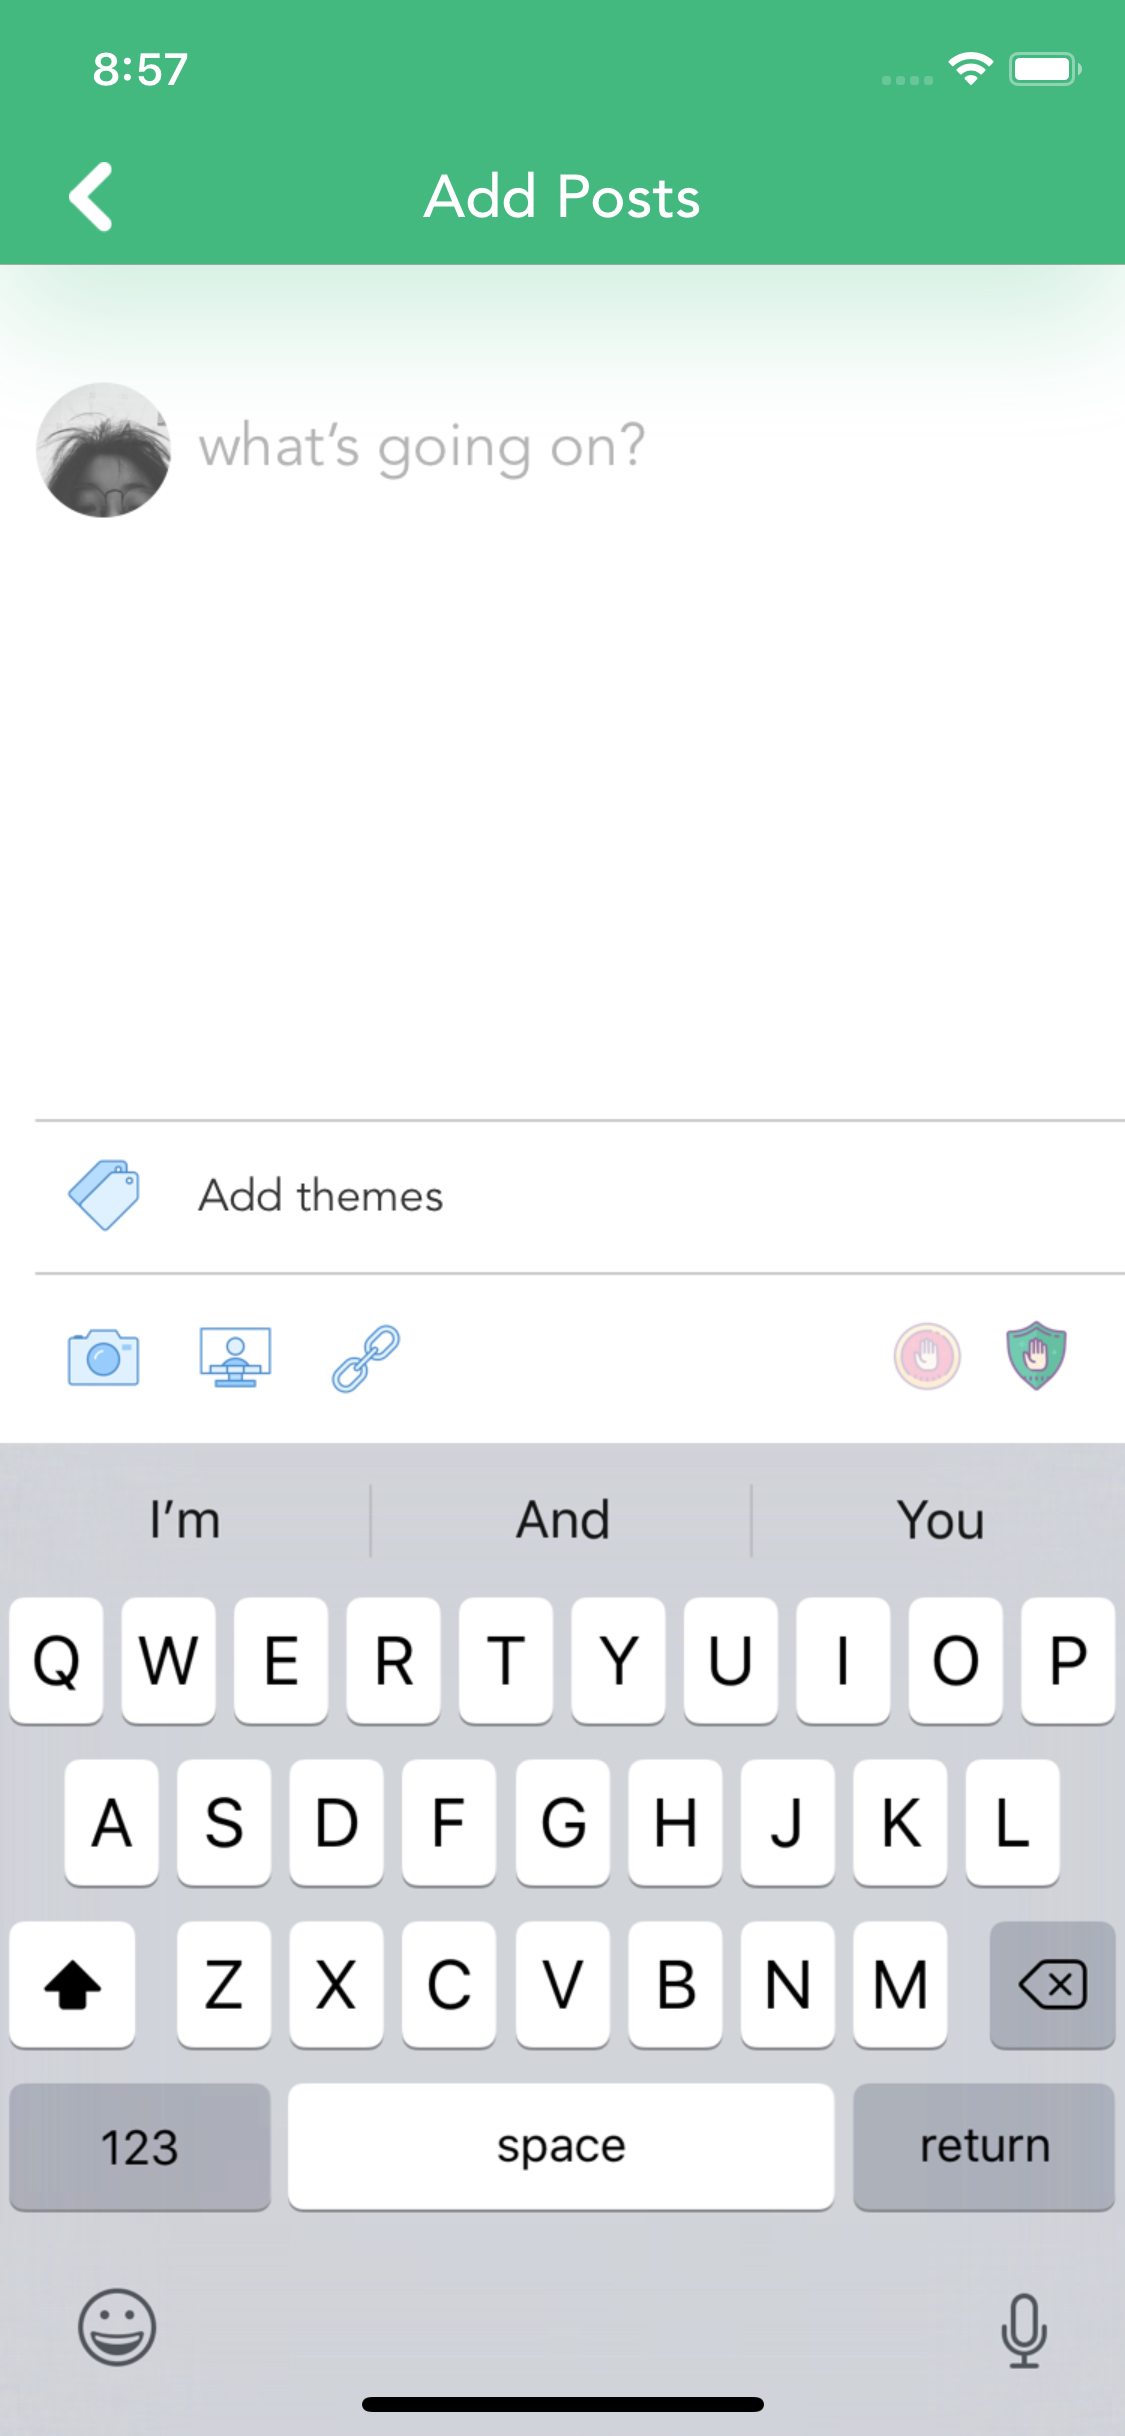 8:57
Add Posts
what's going on?
Add themes
I'm And You
Q W E R T Y U I O P
A S D F G H J K L
Z X C V B N M
123 space return